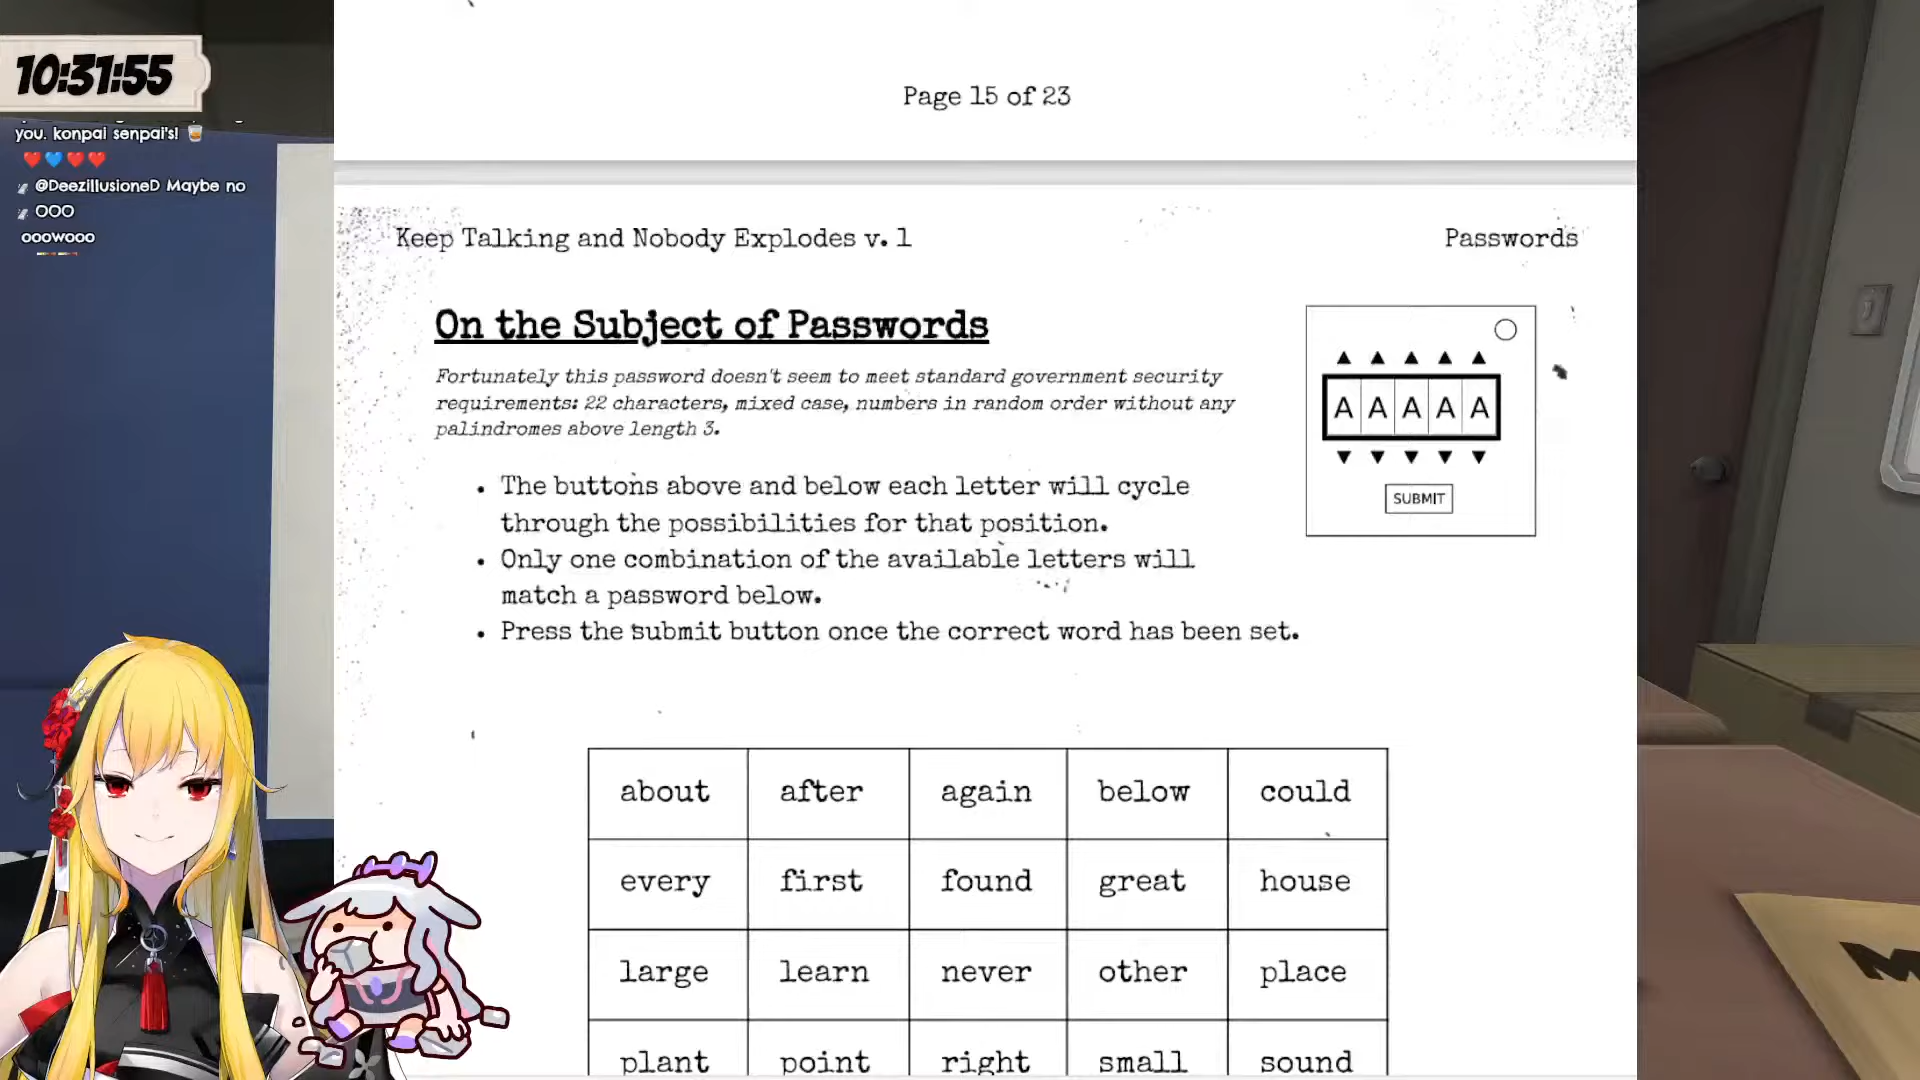 10:31:55
you. konpai senpai's!
@DeezillusioneD Maybe no
OOO
ooowooo
Page 15 of 23
Keep Talking and Nobody Explodes v. 1
Passwords
On the Subject of Passwords
Fortunately this password doesn't seem to meet standard government security
requirements: 22 characters, mixed case, numbers in random order without any
palindromes above length 3.
• The buttons above and below each letter will cycle
through the possibilities for that position.
• Only one combination of the available letters will
match a password below.
• Press the submit button once the correct word has been set.
A A A A A
SUBMIT
about after again below could
every first found great house
large learn never other place
plant point right small sound